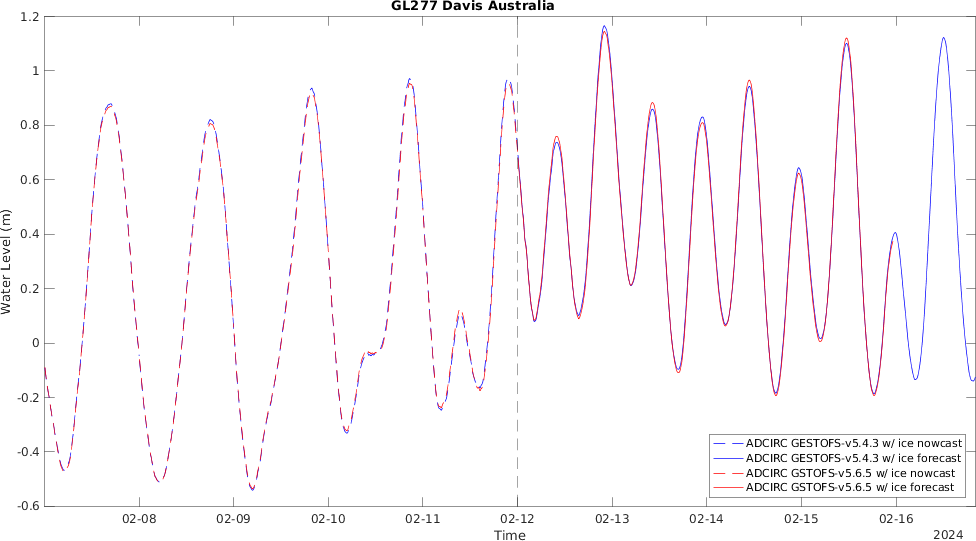 GL277 Davis Australia
1.2
1
0.8
0.6
0.4
0.2
0
-0.2
-0.4
-0.6
Water Level (m)
ADCIRC GESTOFS-v5.4.3 w/ ice nowcast
ADCIRC GESTOFS-v5.4.3 w/ ice forecast
ADCIRC GSTOFS-v5.6.5 w/ ice nowcast
ADCIRC GSTOFS-v5.6.5 w/ ice forecast
02-08 02-09 02-10 02-11 02-12 02-13 02-14 02-15 02-16
Time
2024